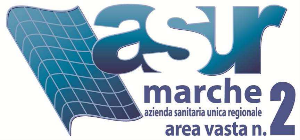 asur
marche
azienda sanitaria unica regionale
area vasta n. 2